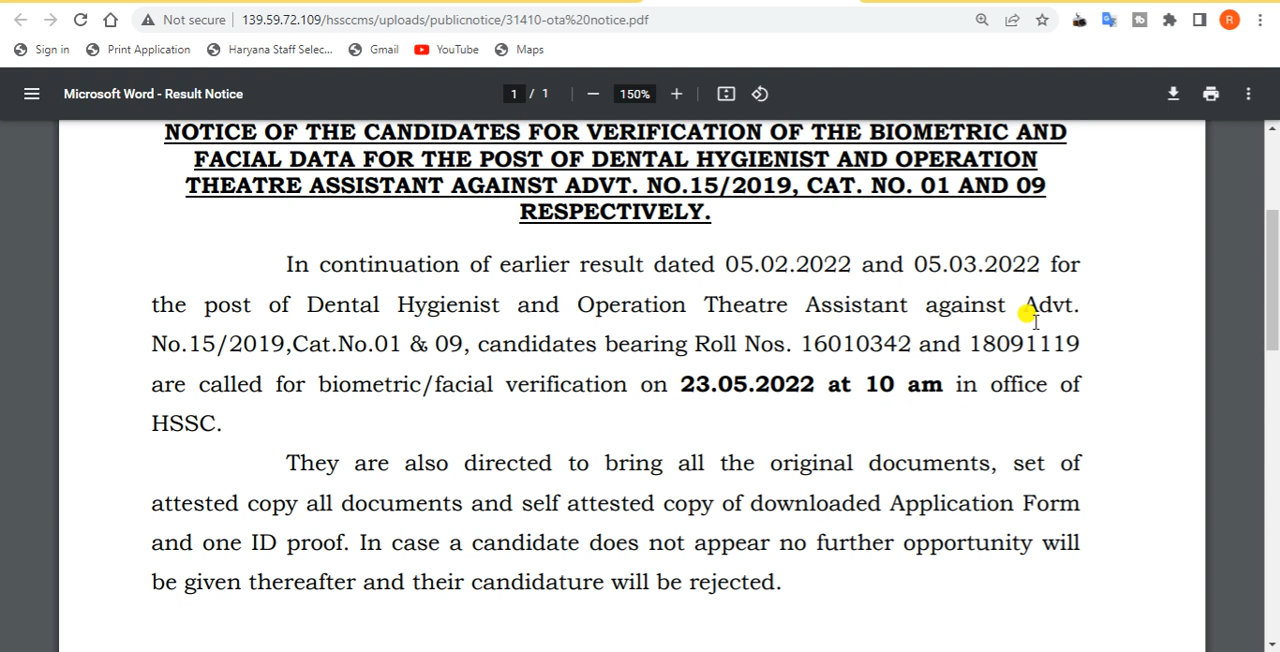 Not secure | 139.59.72.109/hssccms/uploads/publicnotice/31410-ota%20notice.pdf
R
Sign in Print Application Haryana Staff Selec... Gmail YouTube Maps
Microsoft Word - Result Notice 1 / 1 150%
NOTICE OF THE CANDIDATES FOR VERIFICATION OF THE BIOMETRIC AND
FACIAL DATA FOR THE POST OF DENTAL HYGIENIST AND OPERATION
THEATRE ASSISTANT AGAINST ADVT. NO.15/2019, CAT. NO. 01 AND 09
RESPECTIVELY.
In continuation of earlier result dated 05.02.2022 and 05.03.2022 for
the post of Dental Hygienist and Operation Theatre Assistant against Advt.
No.15/2019,Cat.No.01 & 09, candidates bearing Roll Nos. 16010342 and 18091119
are called for biometric/facial verification on 23.05.2022 at 10 am in office of
HSSC.
They are also directed to bring all the original documents, set of
attested copy all documents and self attested copy of downloaded Application Form
and one ID proof. In case a candidate does not appear no further opportunity will
be given thereafter and their candidature will be rejected.